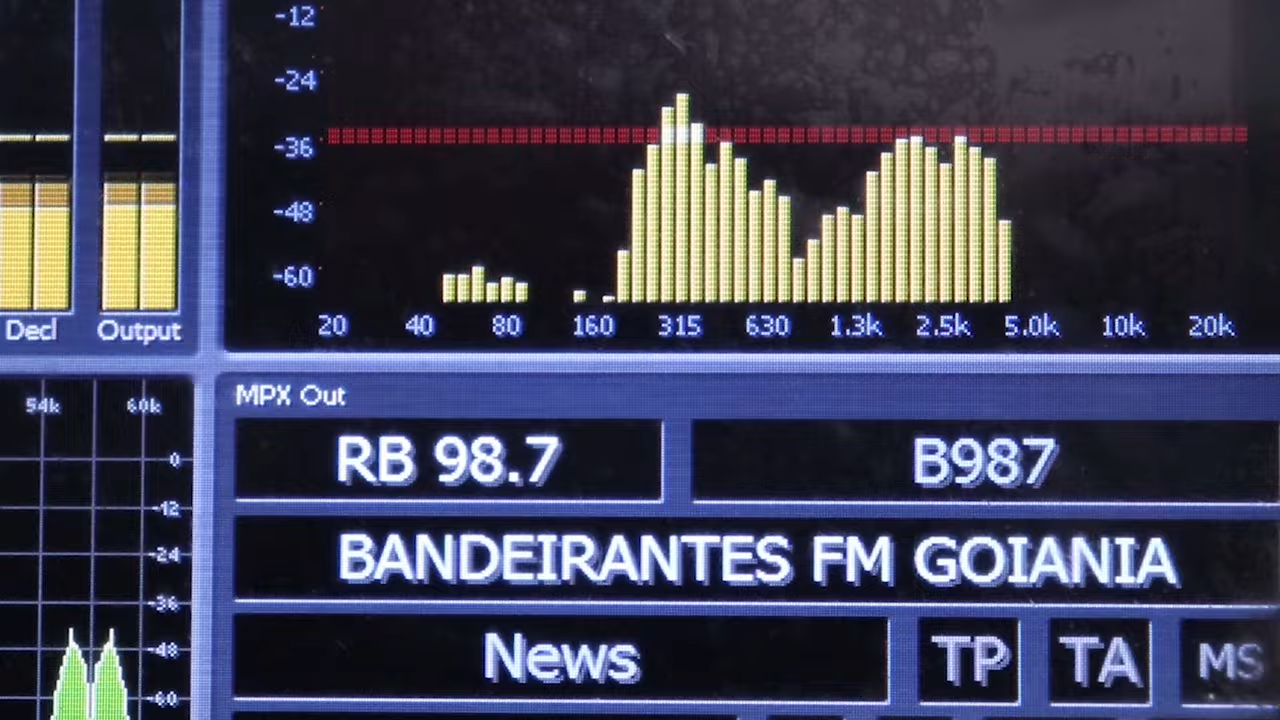 -12
-24
-36
-48
-60
20 40 80 160 315 630 1.3k 2.5k 5.0k 10k 20k
Decl Output
54k 60k
0
-12
-24
-36
-48
-60
MPX Out
RB 98.7 B987
BANDEIRANTES FM GOIANIA
News TP TA MS